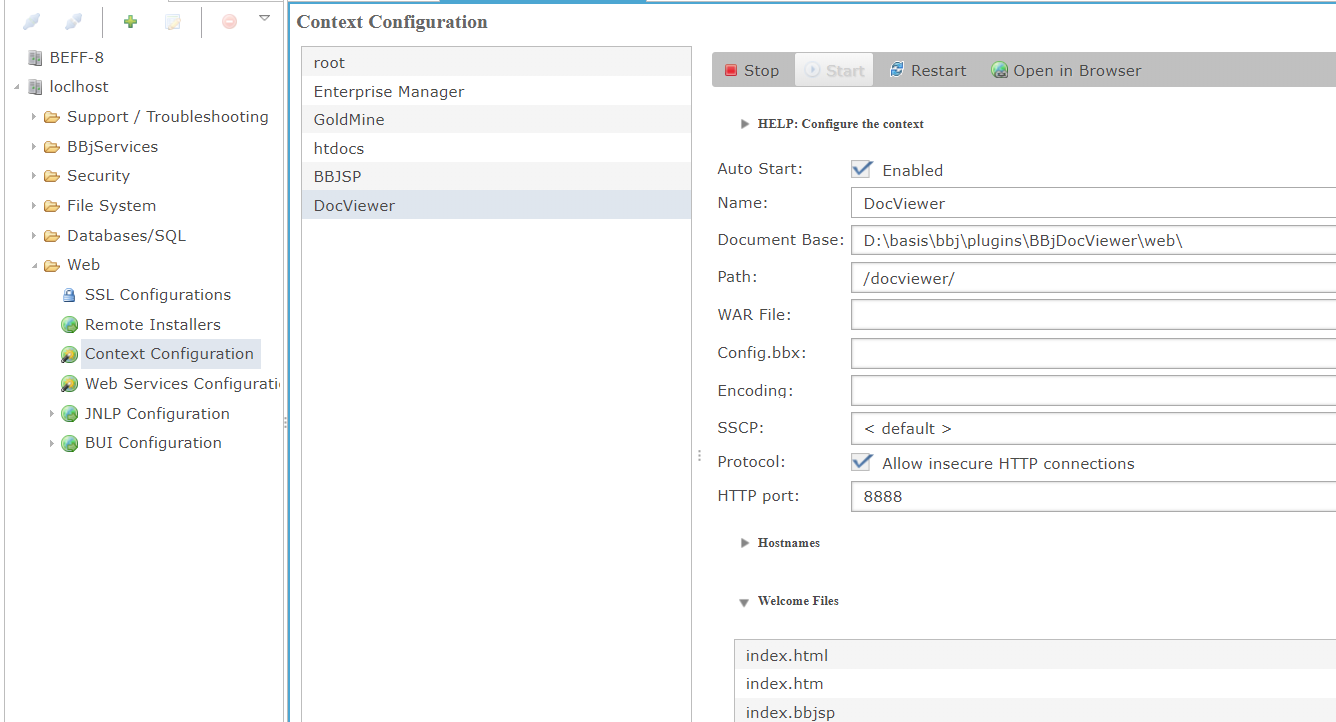 BEFF-8
loclhost
Support / Troubleshooting
BBjServices
Security
File System
Databases/SQL
Web
SSL Configurations
Remote Installers
Context Configuration
Web Services Configurati
JNLP Configuration
BUI Configuration
Context Configuration
root
Enterprise Manager
GoldMine
htdocs
BBJSP
DocViewer
Stop Start Restart Open in Browser
HELP: Configure the context
Auto Start: Enabled
Name: DocViewer
Document Base: D:\basis\bbj\plugins\BBjDocViewer\web\
Path: /docviewer/
WAR File:
Config.bbx:
Encoding:
SSCP: < default >
Protocol: Allow insecure HTTP connections
HTTP port: 8888
Hostnames
Welcome Files
index.html
index.htm
index.bbjsp